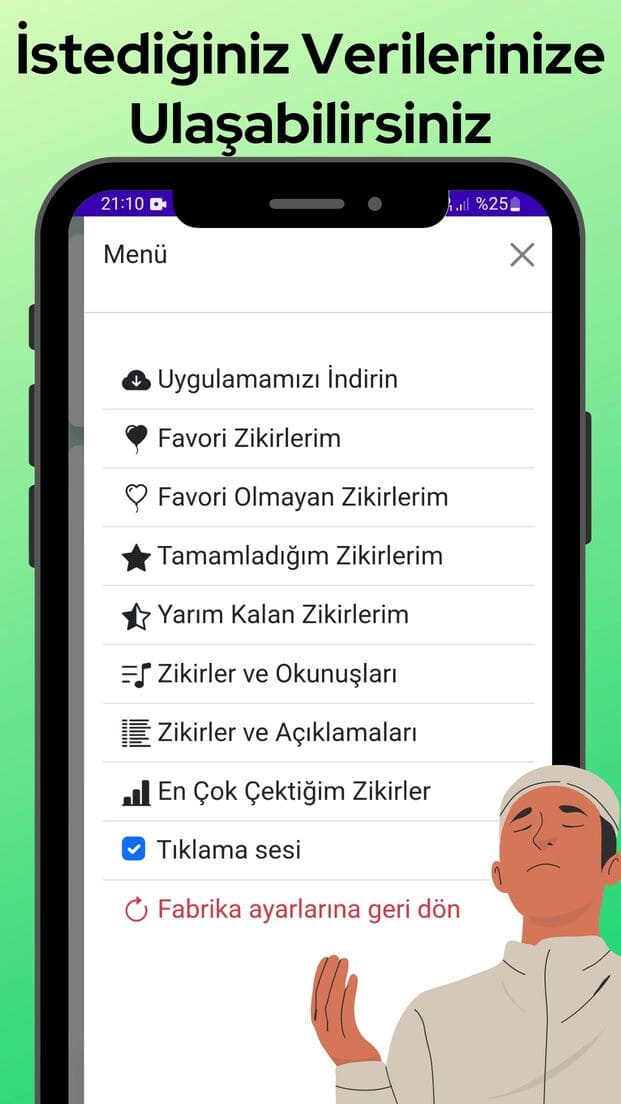 İstediğiniz Verilerinize
Ulaşabilirsiniz
21:10 %25
Menü
Uygulamamızı İndirin
Favori Zikirlerim
Favori Olmayan Zikirlerim
Tamamladığım Zikirlerim
Yarım Kalan Zikirlerim
Zikirler ve Okunuşları
Zikirler ve Açıklamaları
En Çok Çektiğim Zikirler
Tıklama sesi
Fabrika ayarlarına geri dön